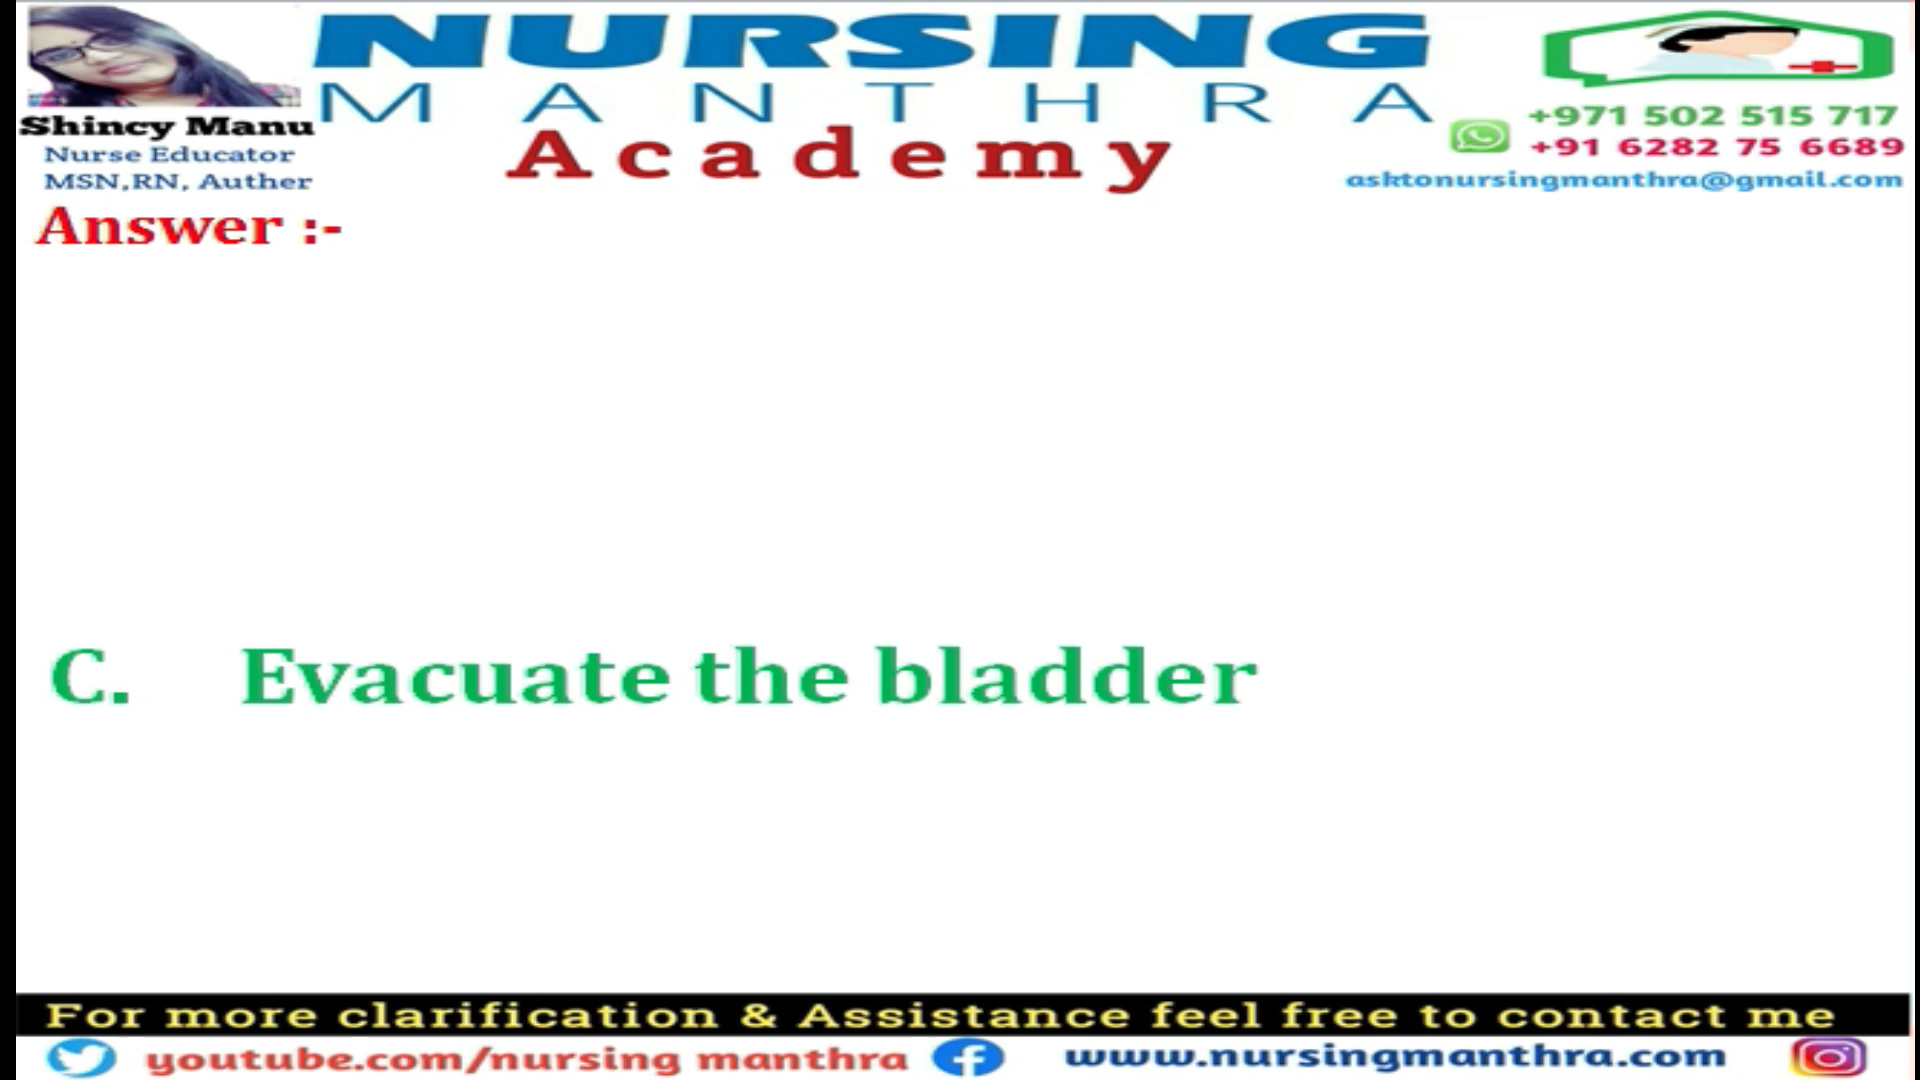 NURSING
MANTHRA
Academy
Shincy Manu
Nurse Educator
MSN,RN, Auther
+971 502 515 717
+91 6282 75 6689
asktonursingmanthra@gmail.com
Answer :-
C. Evacuate the bladder
For more clarification & Assistance feel free to contact me
youtube.com/nursing manthra
www.nursingmanthra.com